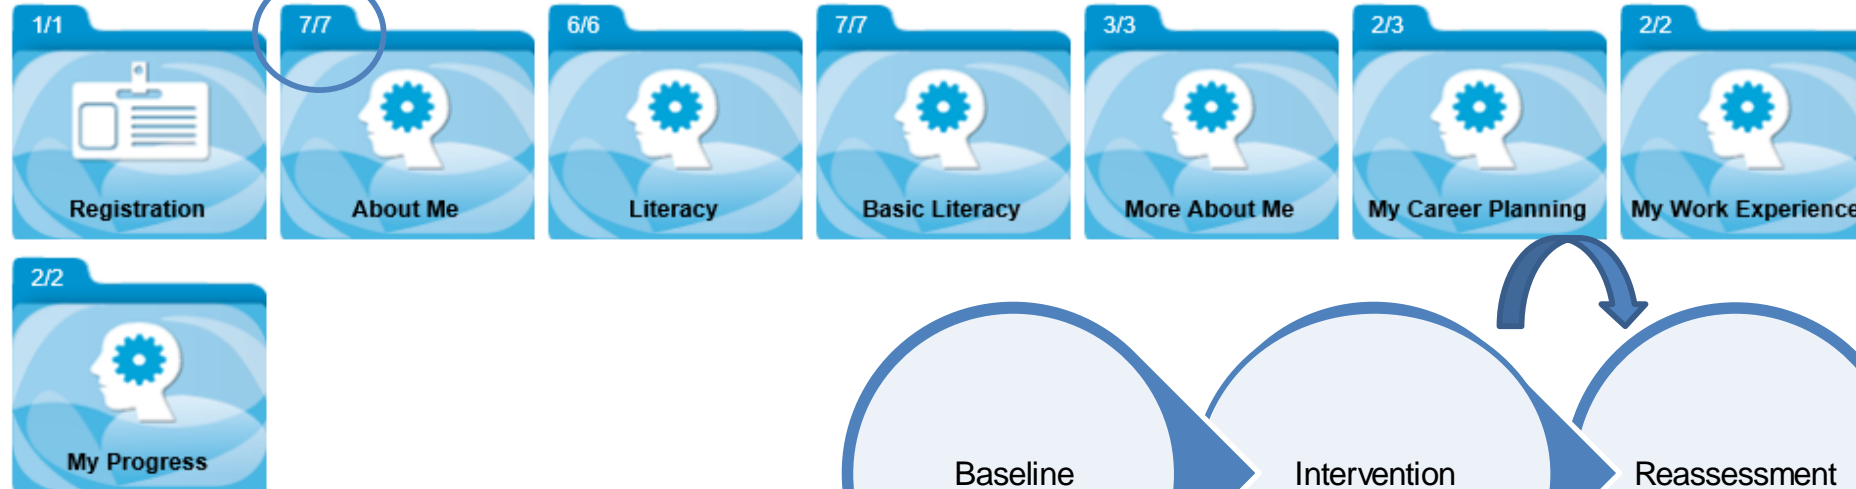 1/1
7/7
6/6
7/7
3/3
2/3
2/2
Registration
About Me
Literacy
Basic Literacy
More About Me
My Career Planning
My Work Experience
2/2
My Progress
Baseline
Intervention
Reassessment